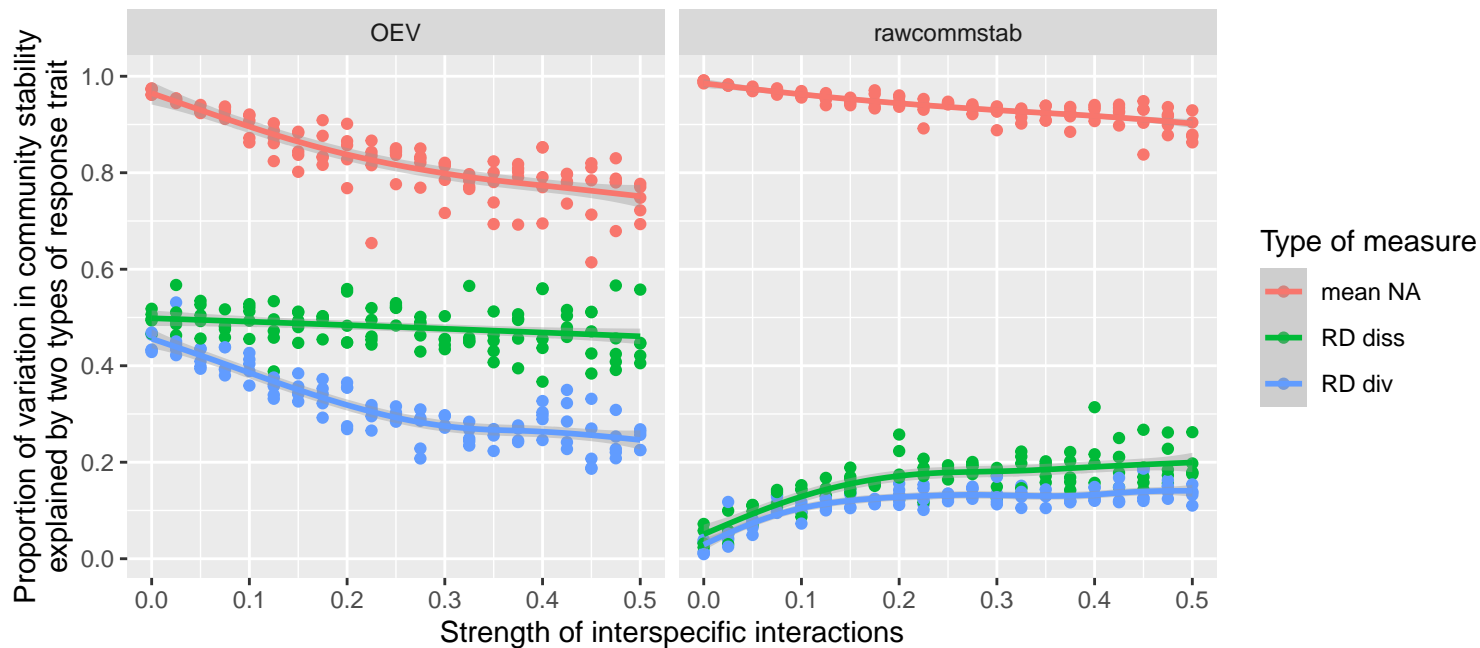 OEV
rawcommstab
Proportion of variation in community stability
explained by two types of response trait
1.0
0.8
0.6
0.4
0.2
0.0
0.0 0.1 0.2 0.3 0.4 0.5
0.0 0.1 0.2 0.3 0.4 0.5
Strength of interspecific interactions
Type of measure
mean NA
RD diss
RD div